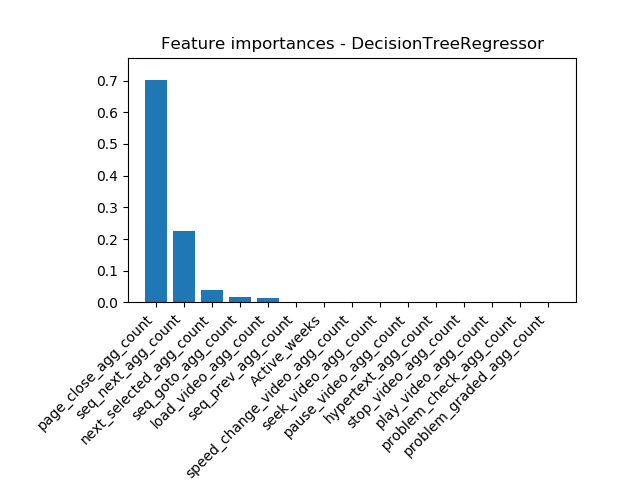 Feature importances - DecisionTreeRegressor
0.7
0.6
0.5
0.4
0.3
0.2
0.1
0.0
page_close_agg_count
seq_next_agg_count
next_selected_agg_count
seq_goto_agg_count
load_video_agg_count
seq_prev_agg_count
Active_weeks
speed_change_video_agg_count
seek_video_agg_count
pause_video_agg_count
hypertext_agg_count
stop_video_agg_count
play_video_agg_count
problem_check_agg_count
problem_graded_agg_count